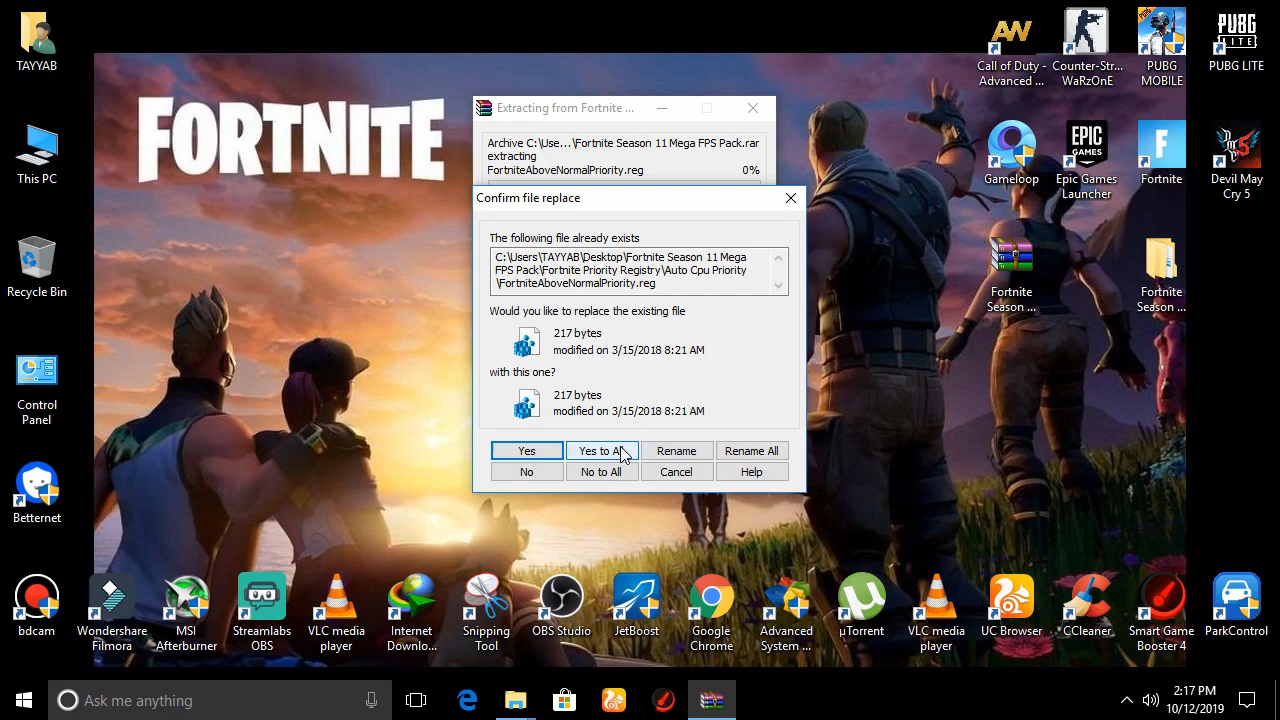 TAYYAB
This PC
Recycle Bin
Control
Panel
Betternet
bdcam
FORTNITE
AW
Call of Duty -
Advanced ...
Counter-Str...
WaRzOnE
PUBG
PUBG
MOBILE
PUBG
LITE
PUBG LITE
Gameloop
EPIC
GAMES
Epic Games
Launcher
F
Fortnite
DmC5
Devil May
Cry 5
Fortnite
Season ...
Fortnite
Season ...
Extracting from Fortnite ...
Archive C:\Use...\Fortnite Season 11 Mega FPS Pack.rar
extracting
FortniteAboveNormalPriority.reg 0%
Confirm file replace
The following file already exists
C:\Users\TAYYAB\Desktop\Fortnite Season 11 Mega
FPS Pack\Fortnite Priority Registry\Auto Cpu Priority
\FortniteAboveNormalPriority.reg
Would you like to replace the existing file
217 bytes
modified on 3/15/2018 8:21 AM
with this one?
217 bytes
modified on 3/15/2018 8:21 AM
Yes Yes to All Rename Rename All
No No to All Cancel Help
Wondershare
Filmora
MSI
Afterburner
Streamlabs
OBS
VLC media
player
Internet
Downlo...
Snipping
Tool
OBS Studio
JetBoost
Google
Chrome
Advanced
System ...
µTorrent
VLC media
player
UC Browser
CCleaner
Smart Game
Booster 4
ParkControl
Ask me anything
2:17 PM
10/12/2019